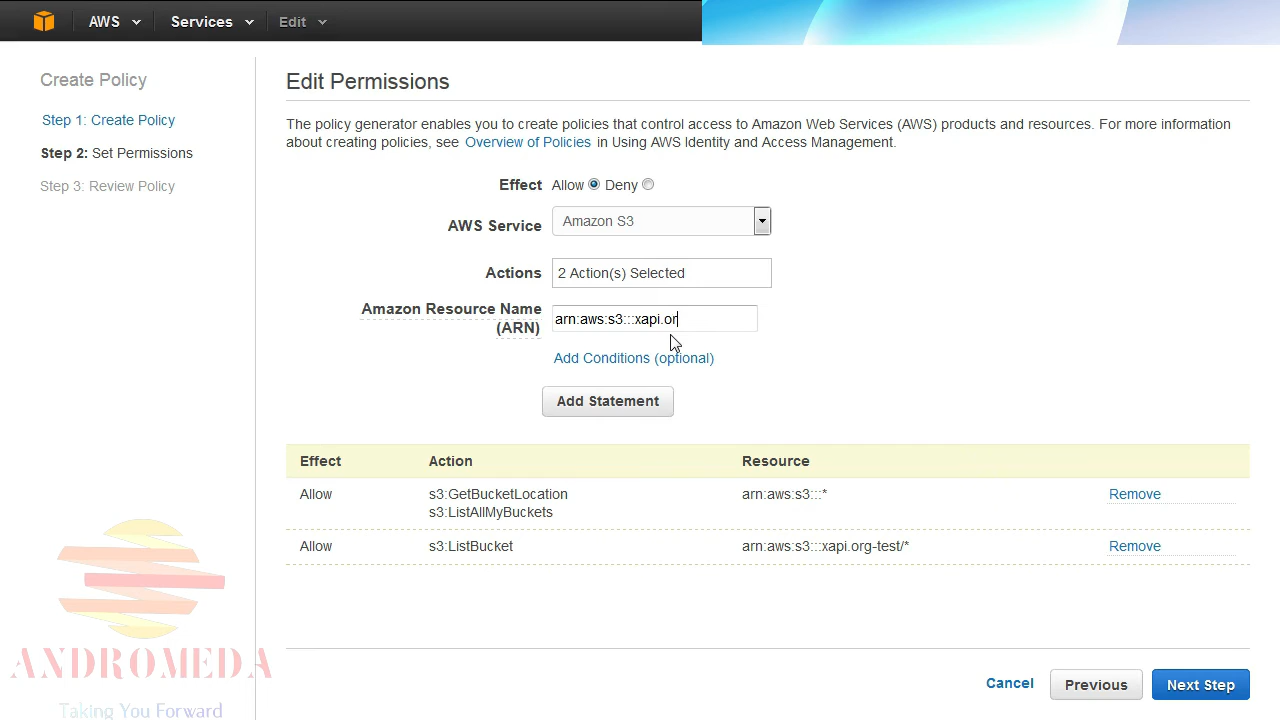 AWS Services Edit
Create Policy
Step 1: Create Policy
Step 2: Set Permissions
Step 3: Review Policy
Edit Permissions
The policy generator enables you to create policies that control access to Amazon Web Services (AWS) products and resources. For more information
about creating policies, see Overview of Policies in Using AWS Identity and Access Management.
Effect Allow Deny
AWS Service Amazon S3
Actions 2 Action(s) Selected
Amazon Resource Name
(ARN)
arn:aws:s3:::xapi.or
Add Conditions (optional)
Add Statement
Effect Action Resource
Allow s3:GetBucketLocation arn:aws:s3:::* Remove
s3:ListAllMyBuckets
Allow s3:ListBucket arn:aws:s3:::xapi.org-test/* Remove
Cancel Previous Next Step
ANDROMEDA
Taking You Forward